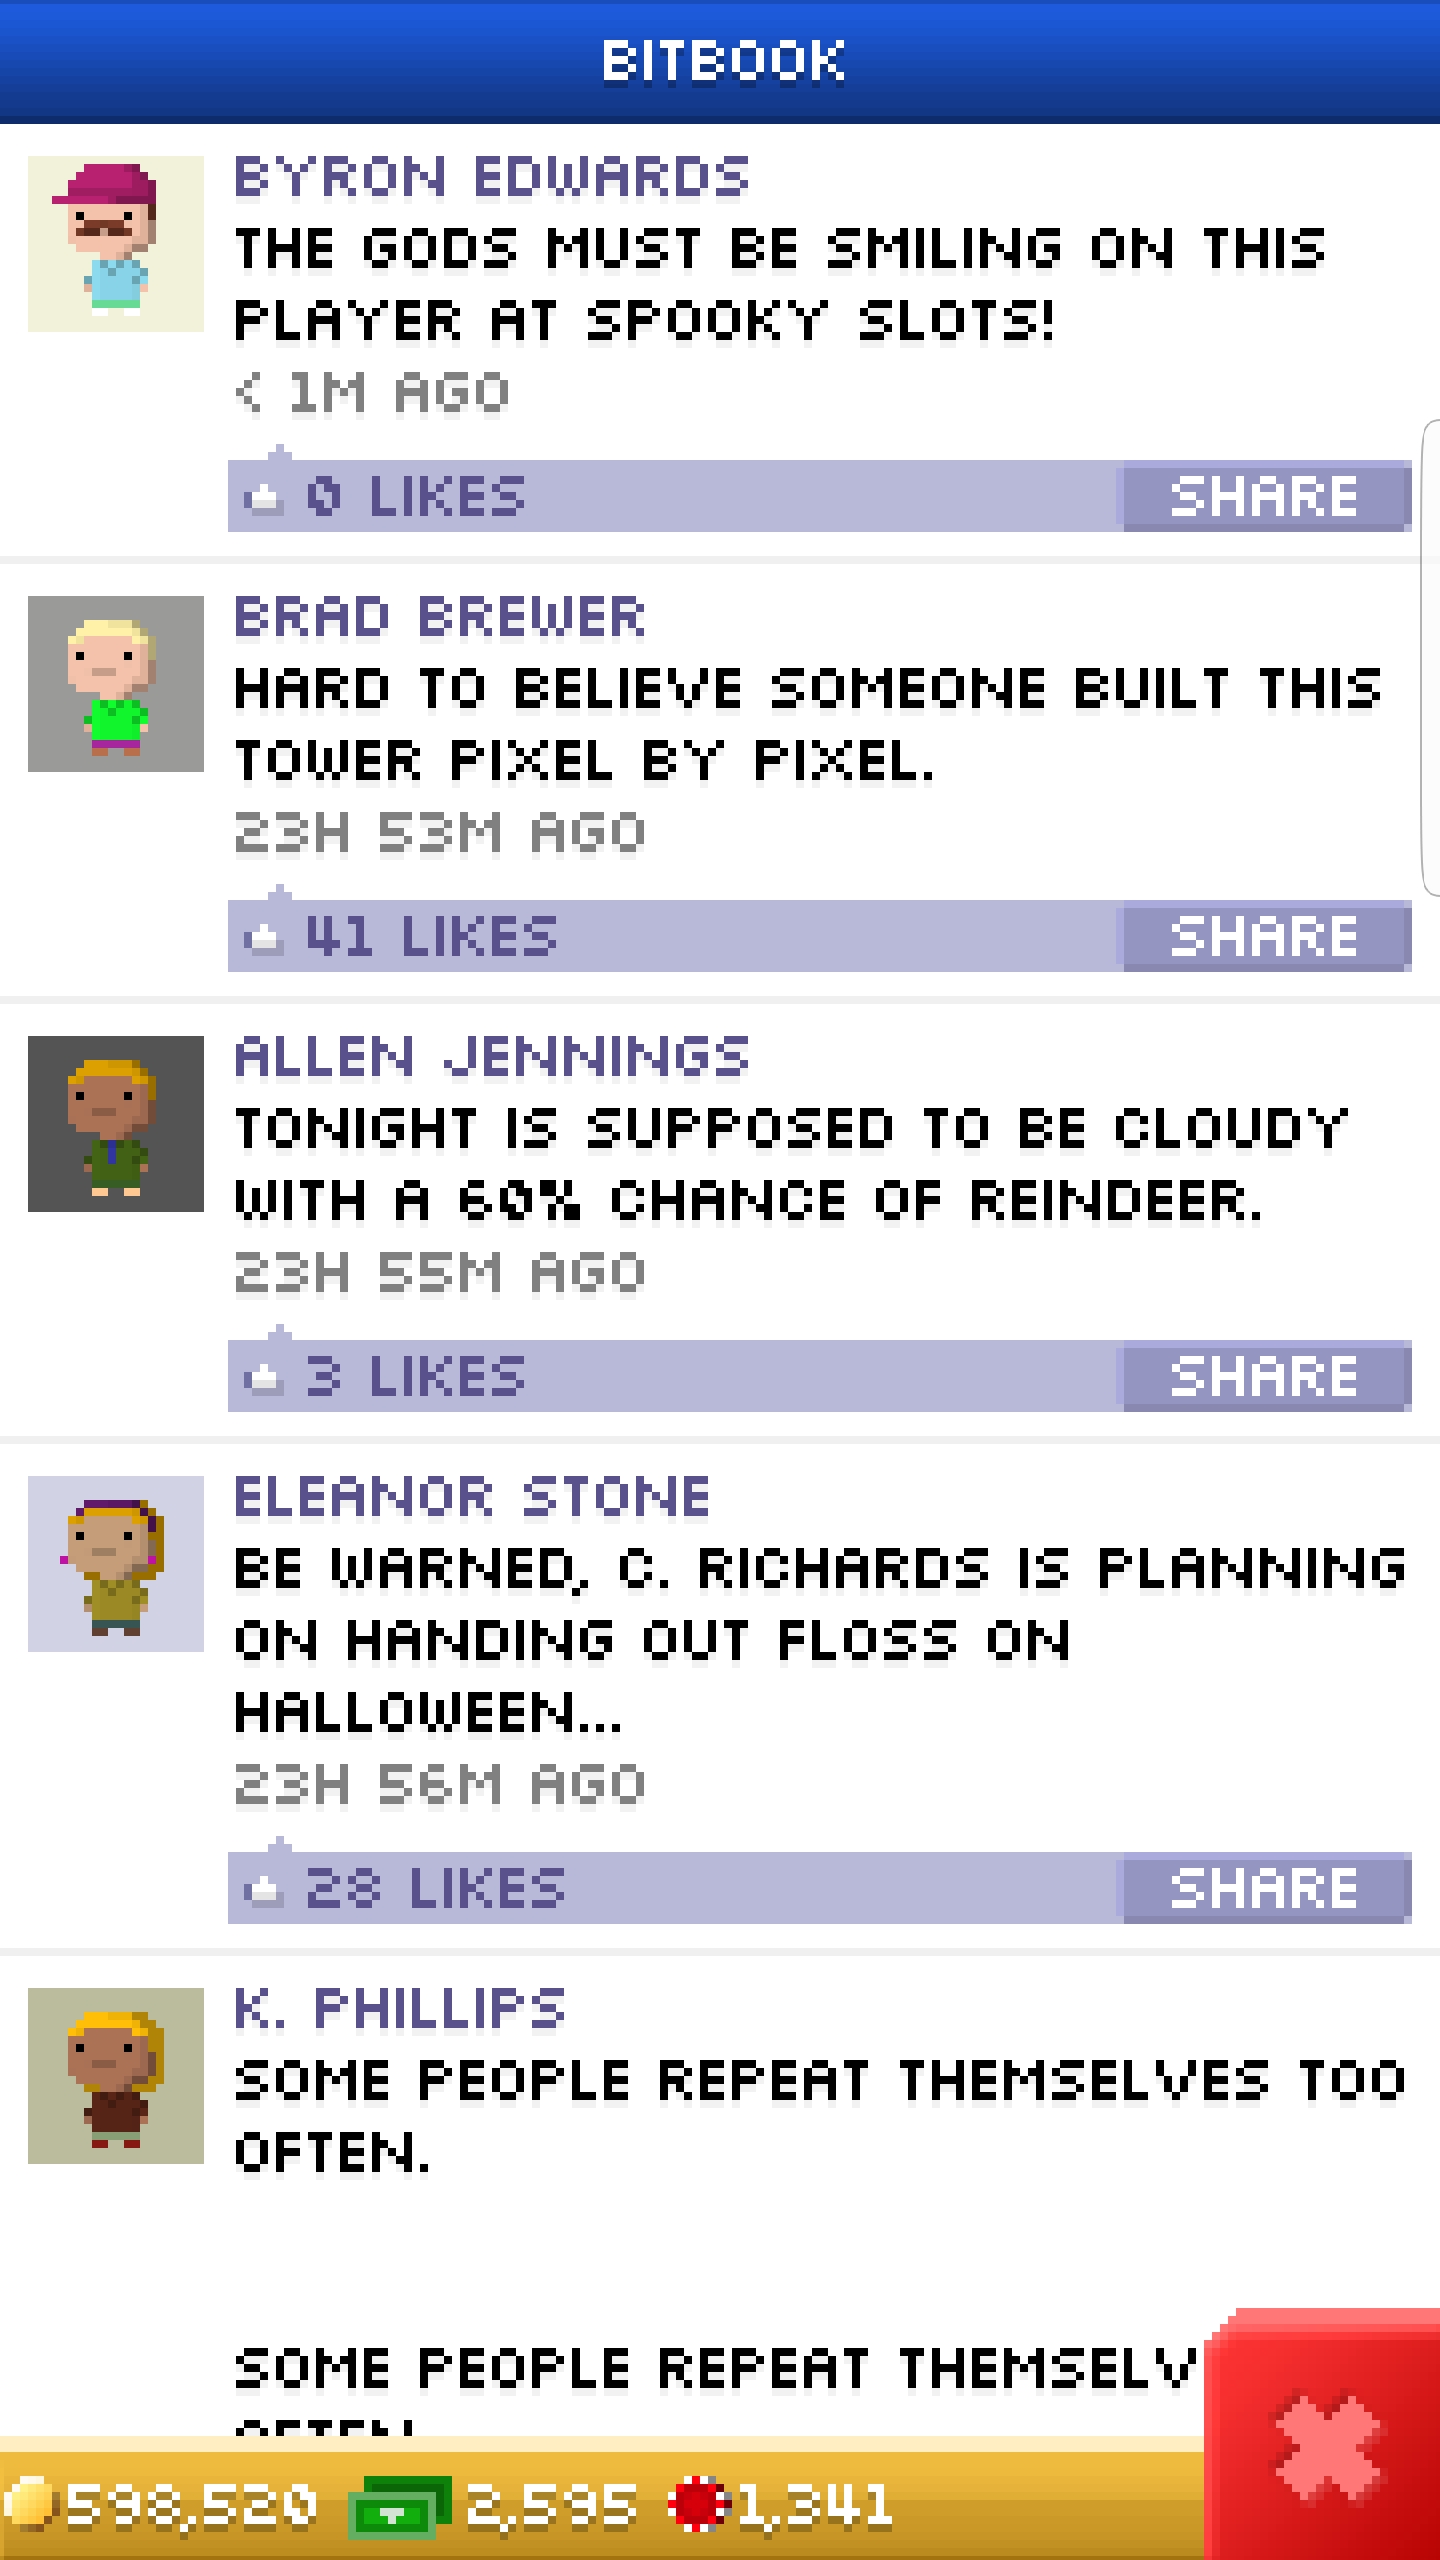 BITBOOK
BYRON EDWARDS
THE GODS MUST BE SMILING ON THIS
PLAYER AT SPOOKY SLOTS!
< 1M AGO
0 LIKES
SHARE
BRAD BREWER
HARD TO BELIEVE SOMEONE BUILT THIS
TOWER PIXEL BY PIXEL.
23H 53M AGO
41 LIKES
SHARE
ALLEN JENNINGS
TONIGHT IS SUPPOSED TO BE CLOUDY
WITH A 60% CHANCE OF REINDEER.
23H 55M AGO
3 LIKES
SHARE
ELEANOR STONE
BE WARNED, C. RICHARDS IS PLANNING
ON HANDING OUT FLOSS ON
HALLOWEEN...
23H 56M AGO
28 LIKES
SHARE
K. PHILLIPS
SOME PEOPLE REPEAT THEMSELVES TOO
OFTEN.
SOME PEOPLE REPEAT THEMSELV
OFTEN
598,520 2,595 1,341